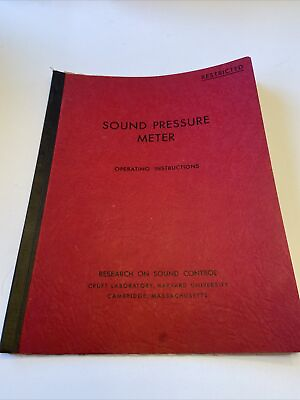 RESTRICTED
SOUND PRESSURE
METER
OPERATING INSTRUCTIONS
RESEARCH ON SOUND CONTROL
CRUFT LABORATORY, HARVARD UNIVERSITY
CAMBRIDGE, MASSACHUSETTS